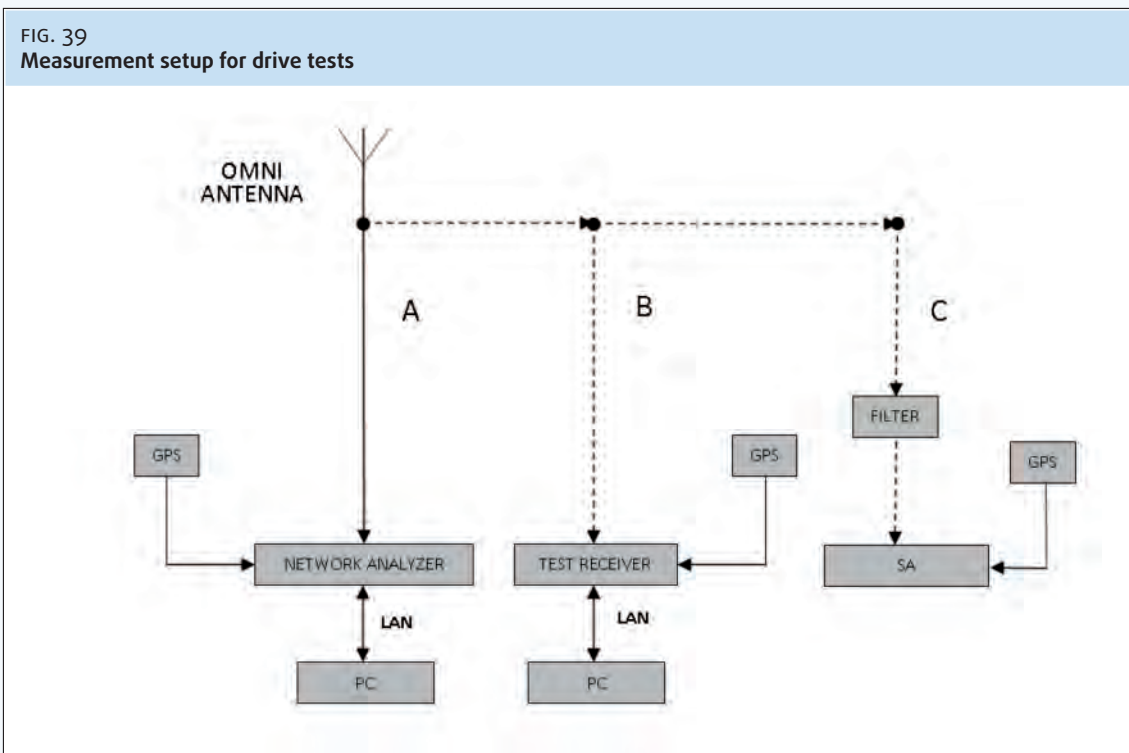 FIG. 39
Measurement setup for drive tests
OMNI
ANTENNA
A
B
C
FILTER
GPS
GPS
GPS
NETWORK ANALYZER
TEST RECEIVER
SA
LAN
LAN
PC
PC